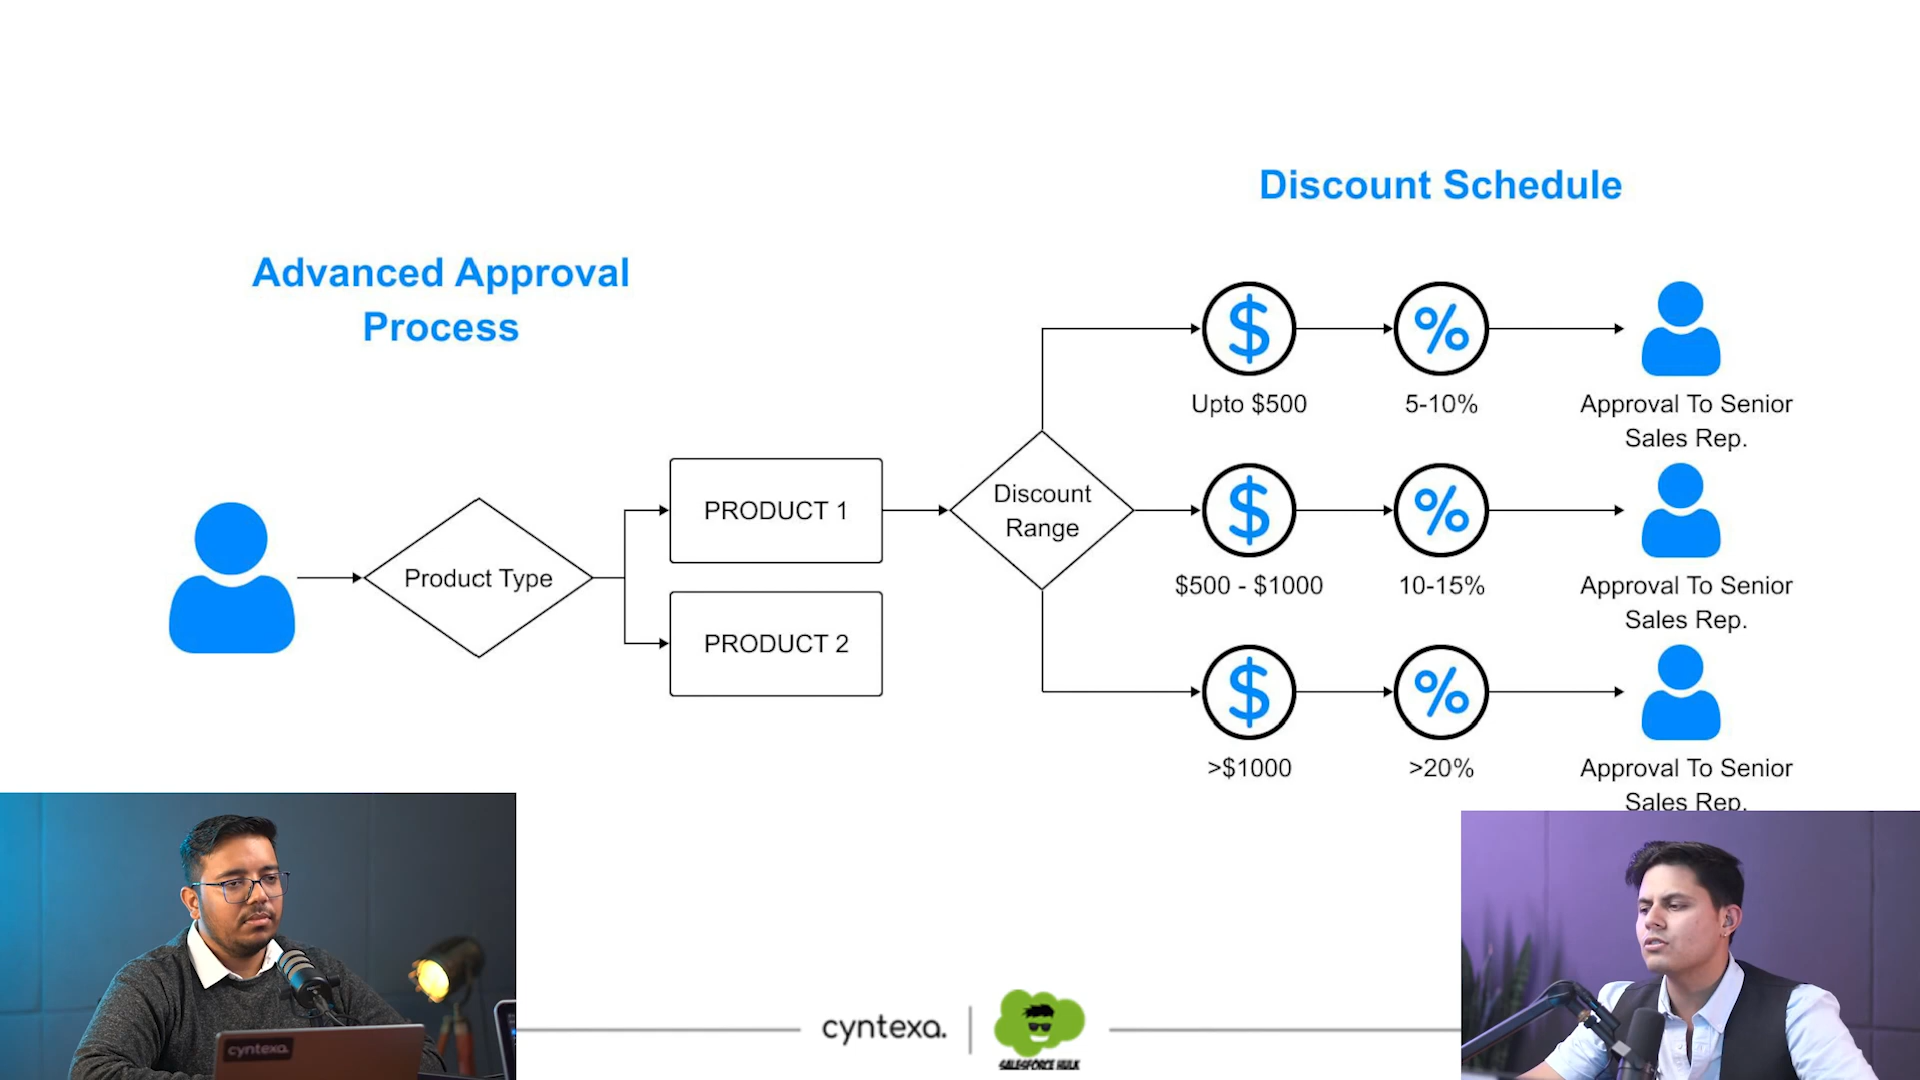 Discount Schedule
Advanced Approval
Process
Product Type
PRODUCT 1
PRODUCT 2
Discount
Range
Upto $500
5-10%
Approval To Senior
Sales Rep.
$500 - $1000
10-15%
Approval To Senior
Sales Rep.
>$1000
>20%
Approval To Senior
Sales Rep.
cyntexa.
cyntexa.
SALESFORCE HULK